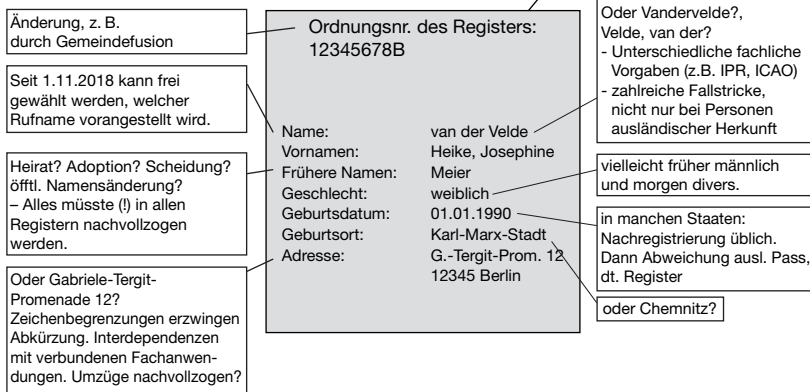 Änderung, z. B.
durch Gemeindefusion
Seit 1.11.2018 kann frei
gewählt werden, welcher
Rufname vorangestellt wird.
Heirat? Adoption? Scheidung?
öfftl. Namensänderung?
– Alles müsste (!) in allen
Registern nachvollzogen
werden.
Oder Gabriele-Tergit-
Promenade 12?
Zeichenbegrenzungen erzwingen
Abkürzung. Interdependenzen
mit verbundenen Fachanwen-
dungen. Umzüge nachvollzogen?
Ordnungsnr. des Registers:
12345678B
Name: van der Velde
Vornamen: Heike, Josephine
Frühere Namen: Meier
Geschlecht: weiblich
Geburtsdatum: 01.01.1990
Geburtsort: Karl-Marx-Stadt
Adresse: G.-Tergit-Prom. 12
12345 Berlin
Oder Vandervelde?,
Velde, van der?
- Unterschiedliche fachliche
Vorgaben (z.B. IPR, ICAO)
- zahlreiche Fallstricke,
nicht nur bei Personen
ausländischer Herkunft
vielleicht früher männlich
und morgen divers.
in manchen Staaten:
Nachregistrierung üblich.
Dann Abweichung ausl. Pass,
dt. Register
oder Chemnitz?